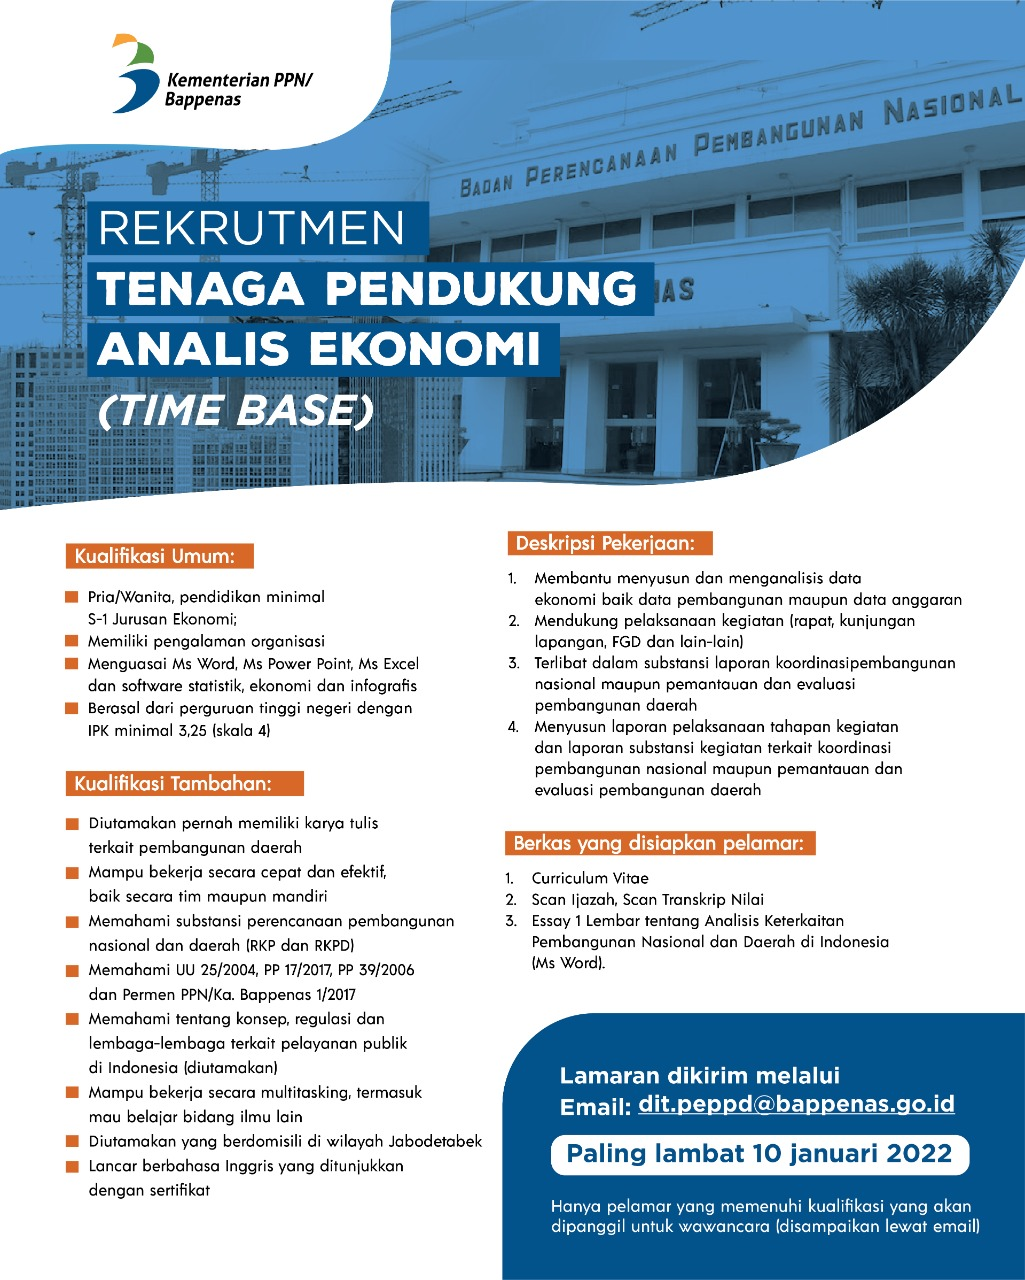 Kementerian PPN/
Bappenas
BADAN PERENCANAAN PEMBANGUNAN NASIONAL
NAS
REKRUTMEN
TENAGA PENDUKUNG
ANALIS EKONOMI
(TIME BASE)
Kualifikasi Umum:
Pria/Wanita, pendidikan minimal
S-1 Jurusan Ekonomi;
Memiliki pengalaman organisasi
Menguasai Ms Word, Ms Power Point, Ms Excel
dan software statistik, ekonomi dan infografis
Berasal dari perguruan tinggi negeri dengan
IPK minimal 3,25 (skala 4)
Kualifikasi Tambahan:
Diutamakan pernah memiliki karya tulis
terkait pembangunan daerah
Mampu bekerja secara cepat dan efektif,
baik secara tim maupun mandiri
Memahami substansi perencanaan pembangunan
nasional dan daerah (RKP dan RKPD)
Memahami UU 25/2004, PP 17/2017, PP 39/2006
dan Permen PPN/Ka. Bappenas 1/2017
Memahami tentang konsep, regulasi dan
lembaga-lembaga terkait pelayanan publik
di Indonesia (diutamakan)
Mampu bekerja secara multitasking, termasuk
mau belajar bidang ilmu lain
Diutamakan yang berdomisili di wilayah Jabodetabek
Lancar berbahasa Inggris yang ditunjukkan
dengan sertifikat
Deskripsi Pekerjaan:
1. Membantu menyusun dan menganalisis data
ekonomi baik data pembangunan maupun data anggaran
2. Mendukung pelaksanaan kegiatan (rapat, kunjungan
lapangan, FGD dan lain-lain)
3. Terlibat dalam substansi laporan koordinasipembangunan
nasional maupun pemantauan dan evaluasi
pembangunan daerah
4. Menyusun laporan pelaksanaan tahapan kegiatan
dan laporan substansi kegiatan terkait koordinasi
pembangunan nasional maupun pemantauan dan
evaluasi pembangunan daerah
Berkas yang disiapkan pelamar:
1. Curriculum Vitae
2. Scan Ijazah, Scan Transkrip Nilai
3. Essay 1 Lembar tentang Analisis Keterkaitan
Pembangunan Nasional dan Daerah di Indonesia
(Ms Word).
Lamaran dikirim melalui
Email: dit.peppd@bappenas.go.id
Paling lambat 10 januari 2022
Hanya pelamar yang memenuhi kualifikasi yang akan
dipanggil untuk wawancara (disampaikan lewat email)